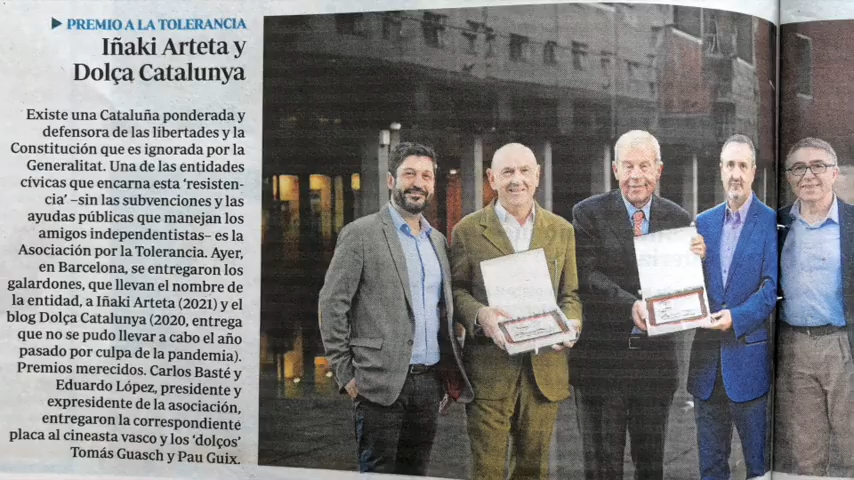 PREMIO A LA TOLERANCIA
Iñaki Arteta y
Dolça Catalunya
Existe una Cataluña ponderada y
defensora de las libertades y la
Constitución que es ignorada por la
Generalitat. Una de las entidades
cívicas que encarna esta ‘resisten-
cia’ –sin las subvenciones y las
ayudas públicas que manejan los
amigos independentistas– es la
Asociación por la Tolerancia. Ayer,
en Barcelona, se entregaron los
galardones, que llevan el nombre de
la entidad, a Iñaki Arteta (2021) y el
blog Dolça Catalunya (2020, entrega
que no se pudo llevar a cabo el año
pasado por culpa de la pandemia).
Premios merecidos. Carlos Basté y
Eduardo López, presidente y
expresidente de la asociación,
entregaron la correspondiente
placa al cineasta vasco y los ‘dolços’
Tomás Guasch y Pau Guix.